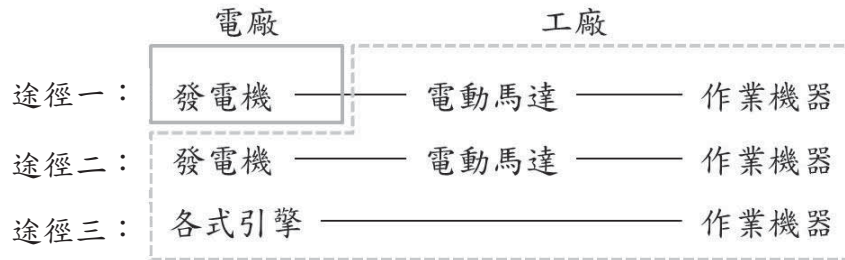 電廠 工廠
途徑一： 發電機 電動馬達 作業機器
途徑二： 發電機 電動馬達 作業機器
途徑三： 各式引擎 作業機器